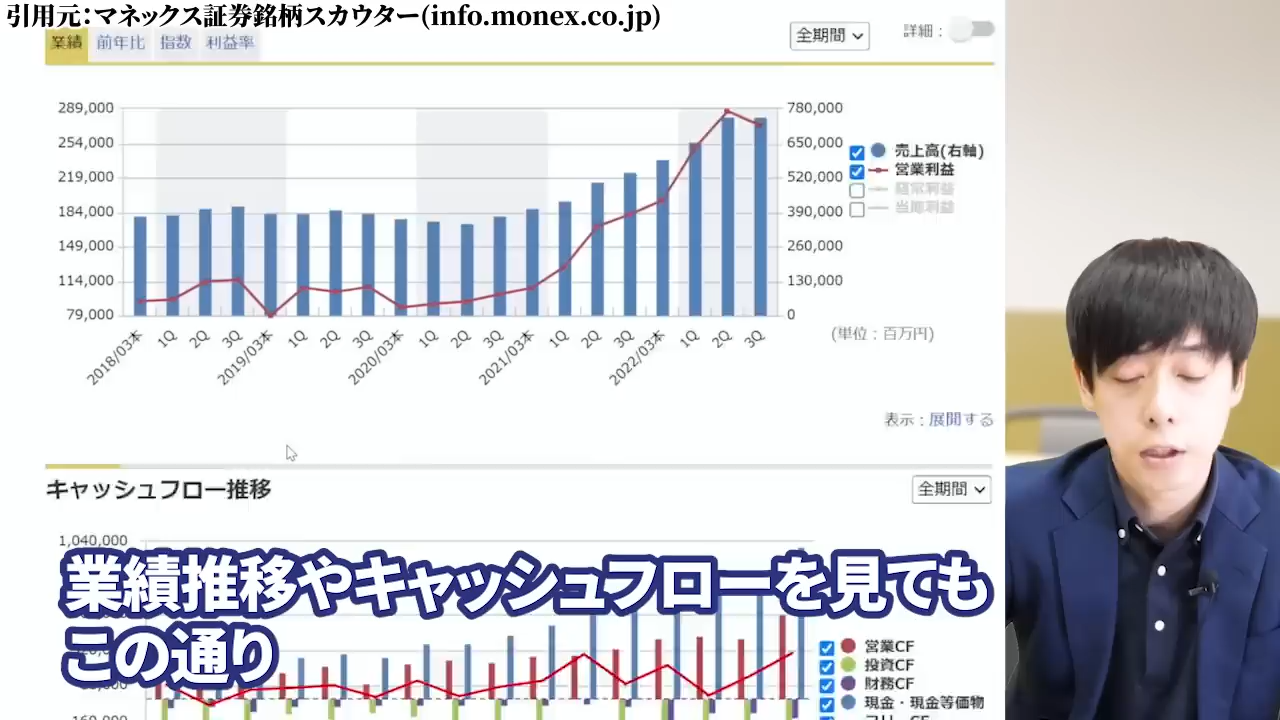 引用元：マネックス証券銘柄スカウター(info.monex.co.jp)
業績 前年比 指数 利益率
全期間
詳細：
289,000 780,000
254,000 650,000
219,000 520,000
184,000 390,000
149,000 260,000
114,000 130,000
79,000 0
売上高(右軸)
営業利益
経常利益
当期利益
2018/03本 1Q 2Q 3Q 2019/03本 1Q 2Q 3Q 2020/03本 1Q 2Q 3Q 2021/03本 1Q 2Q 3Q 2022/03本 1Q 2Q 3Q
(単位：百万円)
表示：展開する
キャッシュフロー推移
全期間
1,040,000
業績推移やキャッシュフローを見ても
この通り
営業CF
投資CF
財務CF
現金・現金等価物